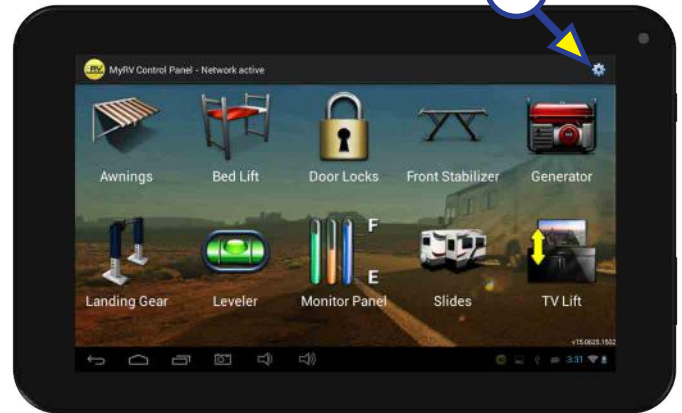 RV MyRV Control Panel - Network active
Awnings Bed Lift Door Locks Front Stabilizer Generator
F
E
Landing Gear Leveler Monitor Panel Slides TV Lift
v15.0625.1502
3:31